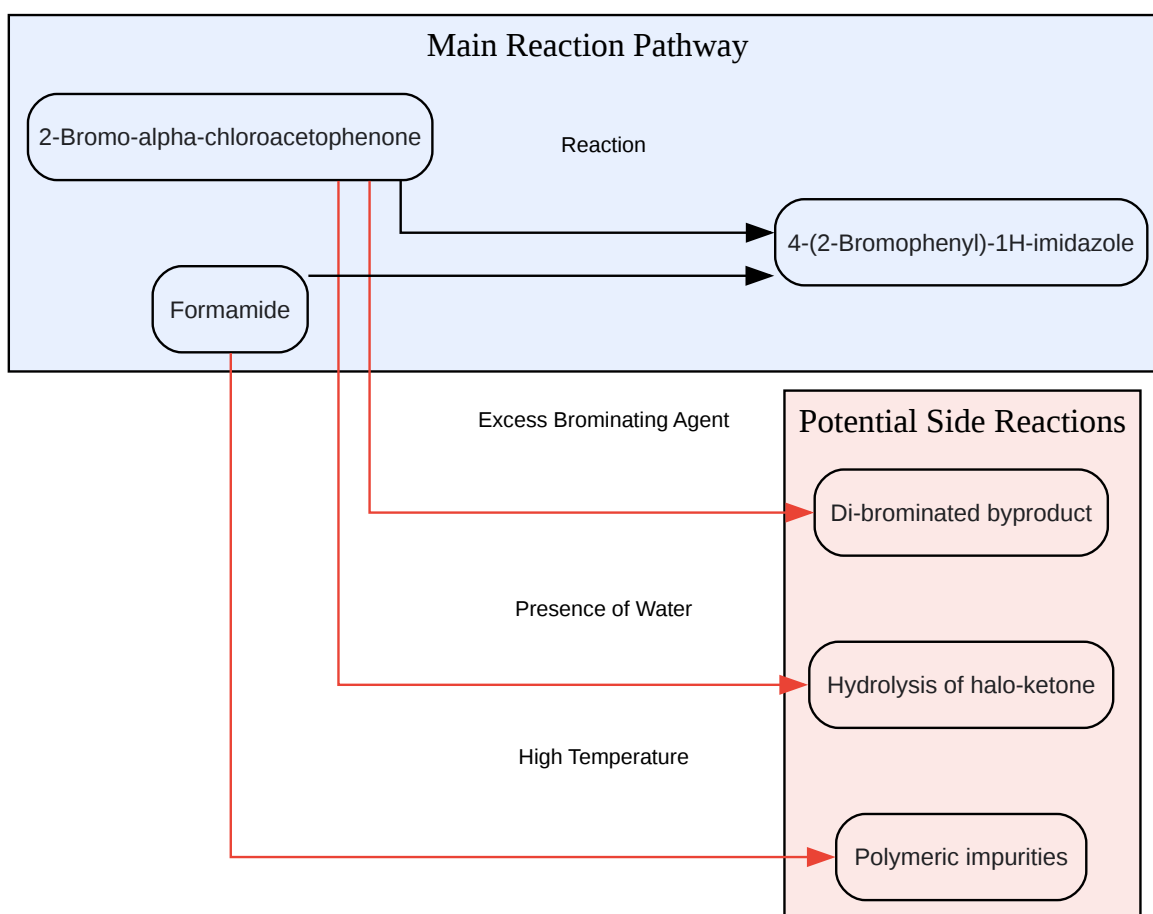 Main Reaction Pathway
2-Bromo-alpha-chloroacetophenone
Reaction
4-(2-Bromophenyl)-1H-imidazole
Formamide
Excess Brominating Agent
Potential Side Reactions
Di-brominated byproduct
Presence of Water
Hydrolysis of halo-ketone
High Temperature
Polymeric impurities